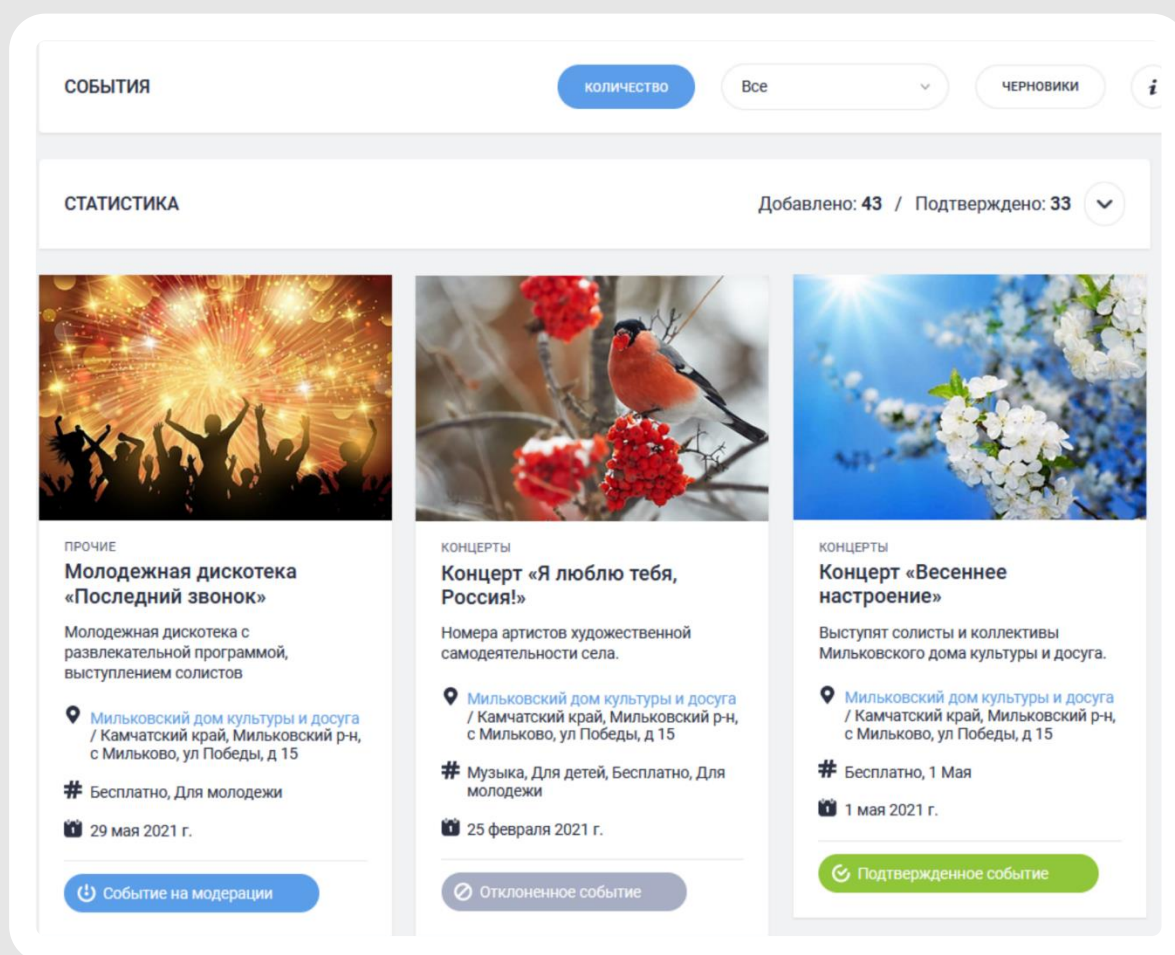 СОБЫТИЯ
КОЛИЧЕСТВО
Все
ЧЕРНОВИКИ
i
СТАТИСТИКА
Добавлено: 43 / Подтверждено: 33
ПРОЧИЕ
Молодежная дискотека
«Последний звонок»
Молодежная дискотека с
развлекательной программой,
выступлением солистов
Мильковский дом культуры и досуга
/ Камчатский край, Мильковский р-н,
с Мильково, ул Победы, д 15
# Бесплатно, Для молодежи
29 мая 2021 г.
Событие на модерации
КОНЦЕРТЫ
Концерт «Я люблю тебя,
Россия!»
Номера артистов художественной
самодеятельности села.
Мильковский дом культуры и досуга
/ Камчатский край, Мильковский р-н,
с Мильково, ул Победы, д 15
# Музыка, Для детей, Бесплатно, Для
молодежи
25 февраля 2021 г.
Отклоненное событие
КОНЦЕРТЫ
Концерт «Весеннее
настроение»
Выступят солисты и коллективы
Мильковского дома культуры и досуга.
Мильковский дом культуры и досуга
/ Камчатский край, Мильковский р-н,
с Мильково, ул Победы, д 15
# Бесплатно, 1 Мая
1 мая 2021 г.
Подтвержденное событие